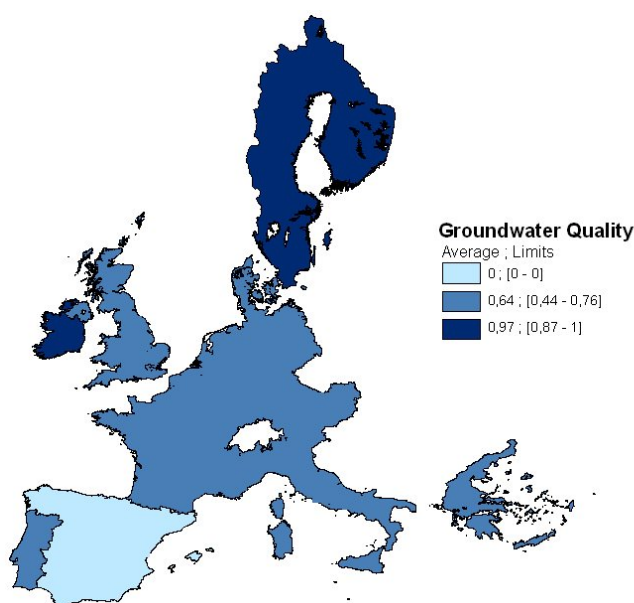 Groundwater Quality
Average ; Limits
0 ; [0 - 0]
0,64 ; [0,44 - 0,76]
0,97 ; [0,87 - 1]